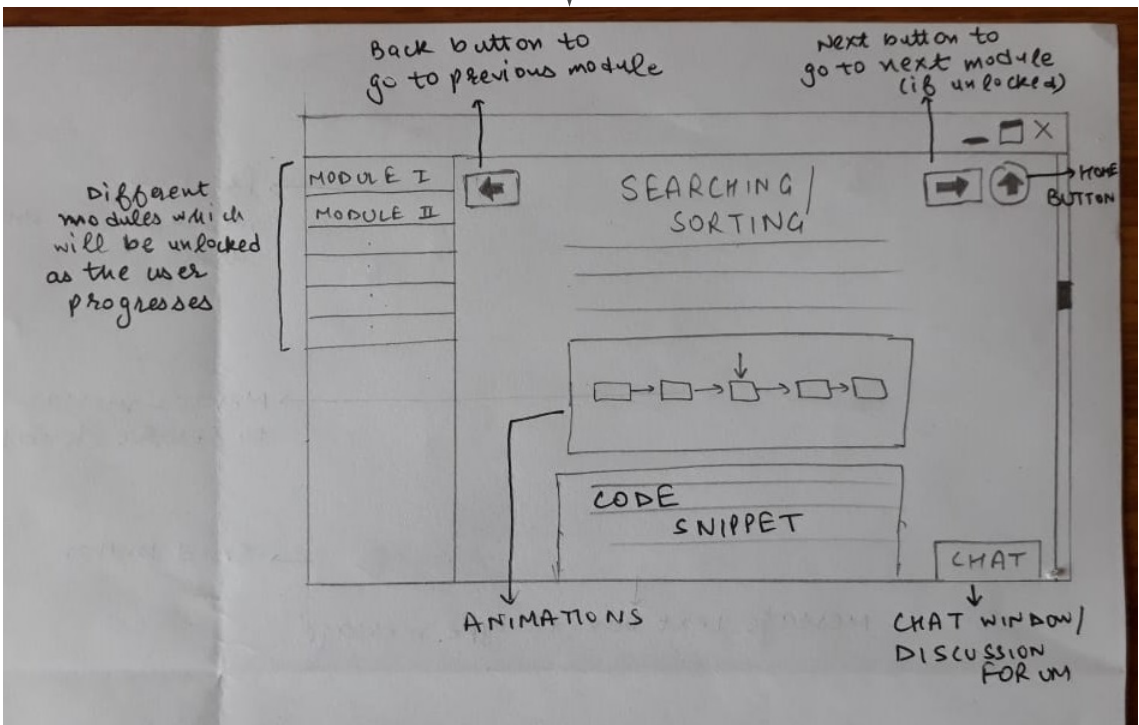 Back button to
go to previous module
Next button to
go to next module
(if unlocked)
X
Different
modules which
will be unlocked
as the user
progresses
MODULE I
MODULE II
SEARCHING/
SORTING
HOME
BUTTON
CODE
SNIPPET
CHAT
ANIMATIONS
CHAT WINDOW/
DISCUSSION
FORUM